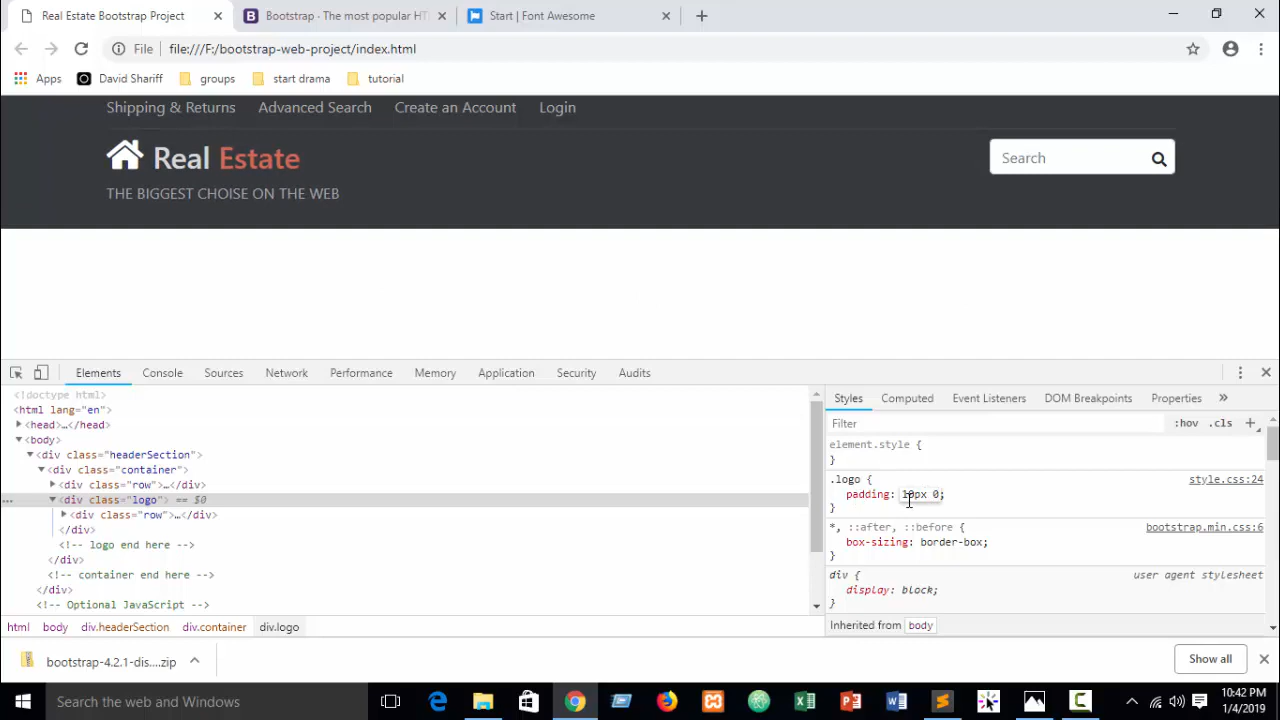 Real Estate Bootstrap Project
Bootstrap · The most popular HT
Start | Font Awesome
File
file:///F:/bootstrap-web-project/index.html
Apps
David Shariff
groups
start drama
tutorial
Shipping & Returns
Advanced Search
Create an Account
Login
Real Estate
Search
THE BIGGEST CHOISE ON THE WEB
Elements
Console
Sources
Network
Performance
Memory
Application
Security
Audits
<!doctype html>
<html lang="en">
<head>…</head>
<body>
<div class="headerSection">
<div class="container">
<div class="row">…</div>
<div class="logo"> == $0
<div class="row">…</div>
</div>
<!-- logo end here -->
</div>
<!-- container end here -->
</div>
<!-- Optional JavaScript -->
html
body
div.headerSection
div.container
div.logo
Styles
Computed
Event Listeners
DOM Breakpoints
Properties
Filter
:hov
.cls
element.style {
}
.logo {
style.css:24
padding: 10px 0;
}
*, ::after, ::before {
bootstrap.min.css:6
box-sizing: border-box;
}
div {
user agent stylesheet
display: block;
}
Inherited from body
bootstrap-4.2.1-dis....zip
Show all
Search the web and Windows
10:42 PM
1/4/2019